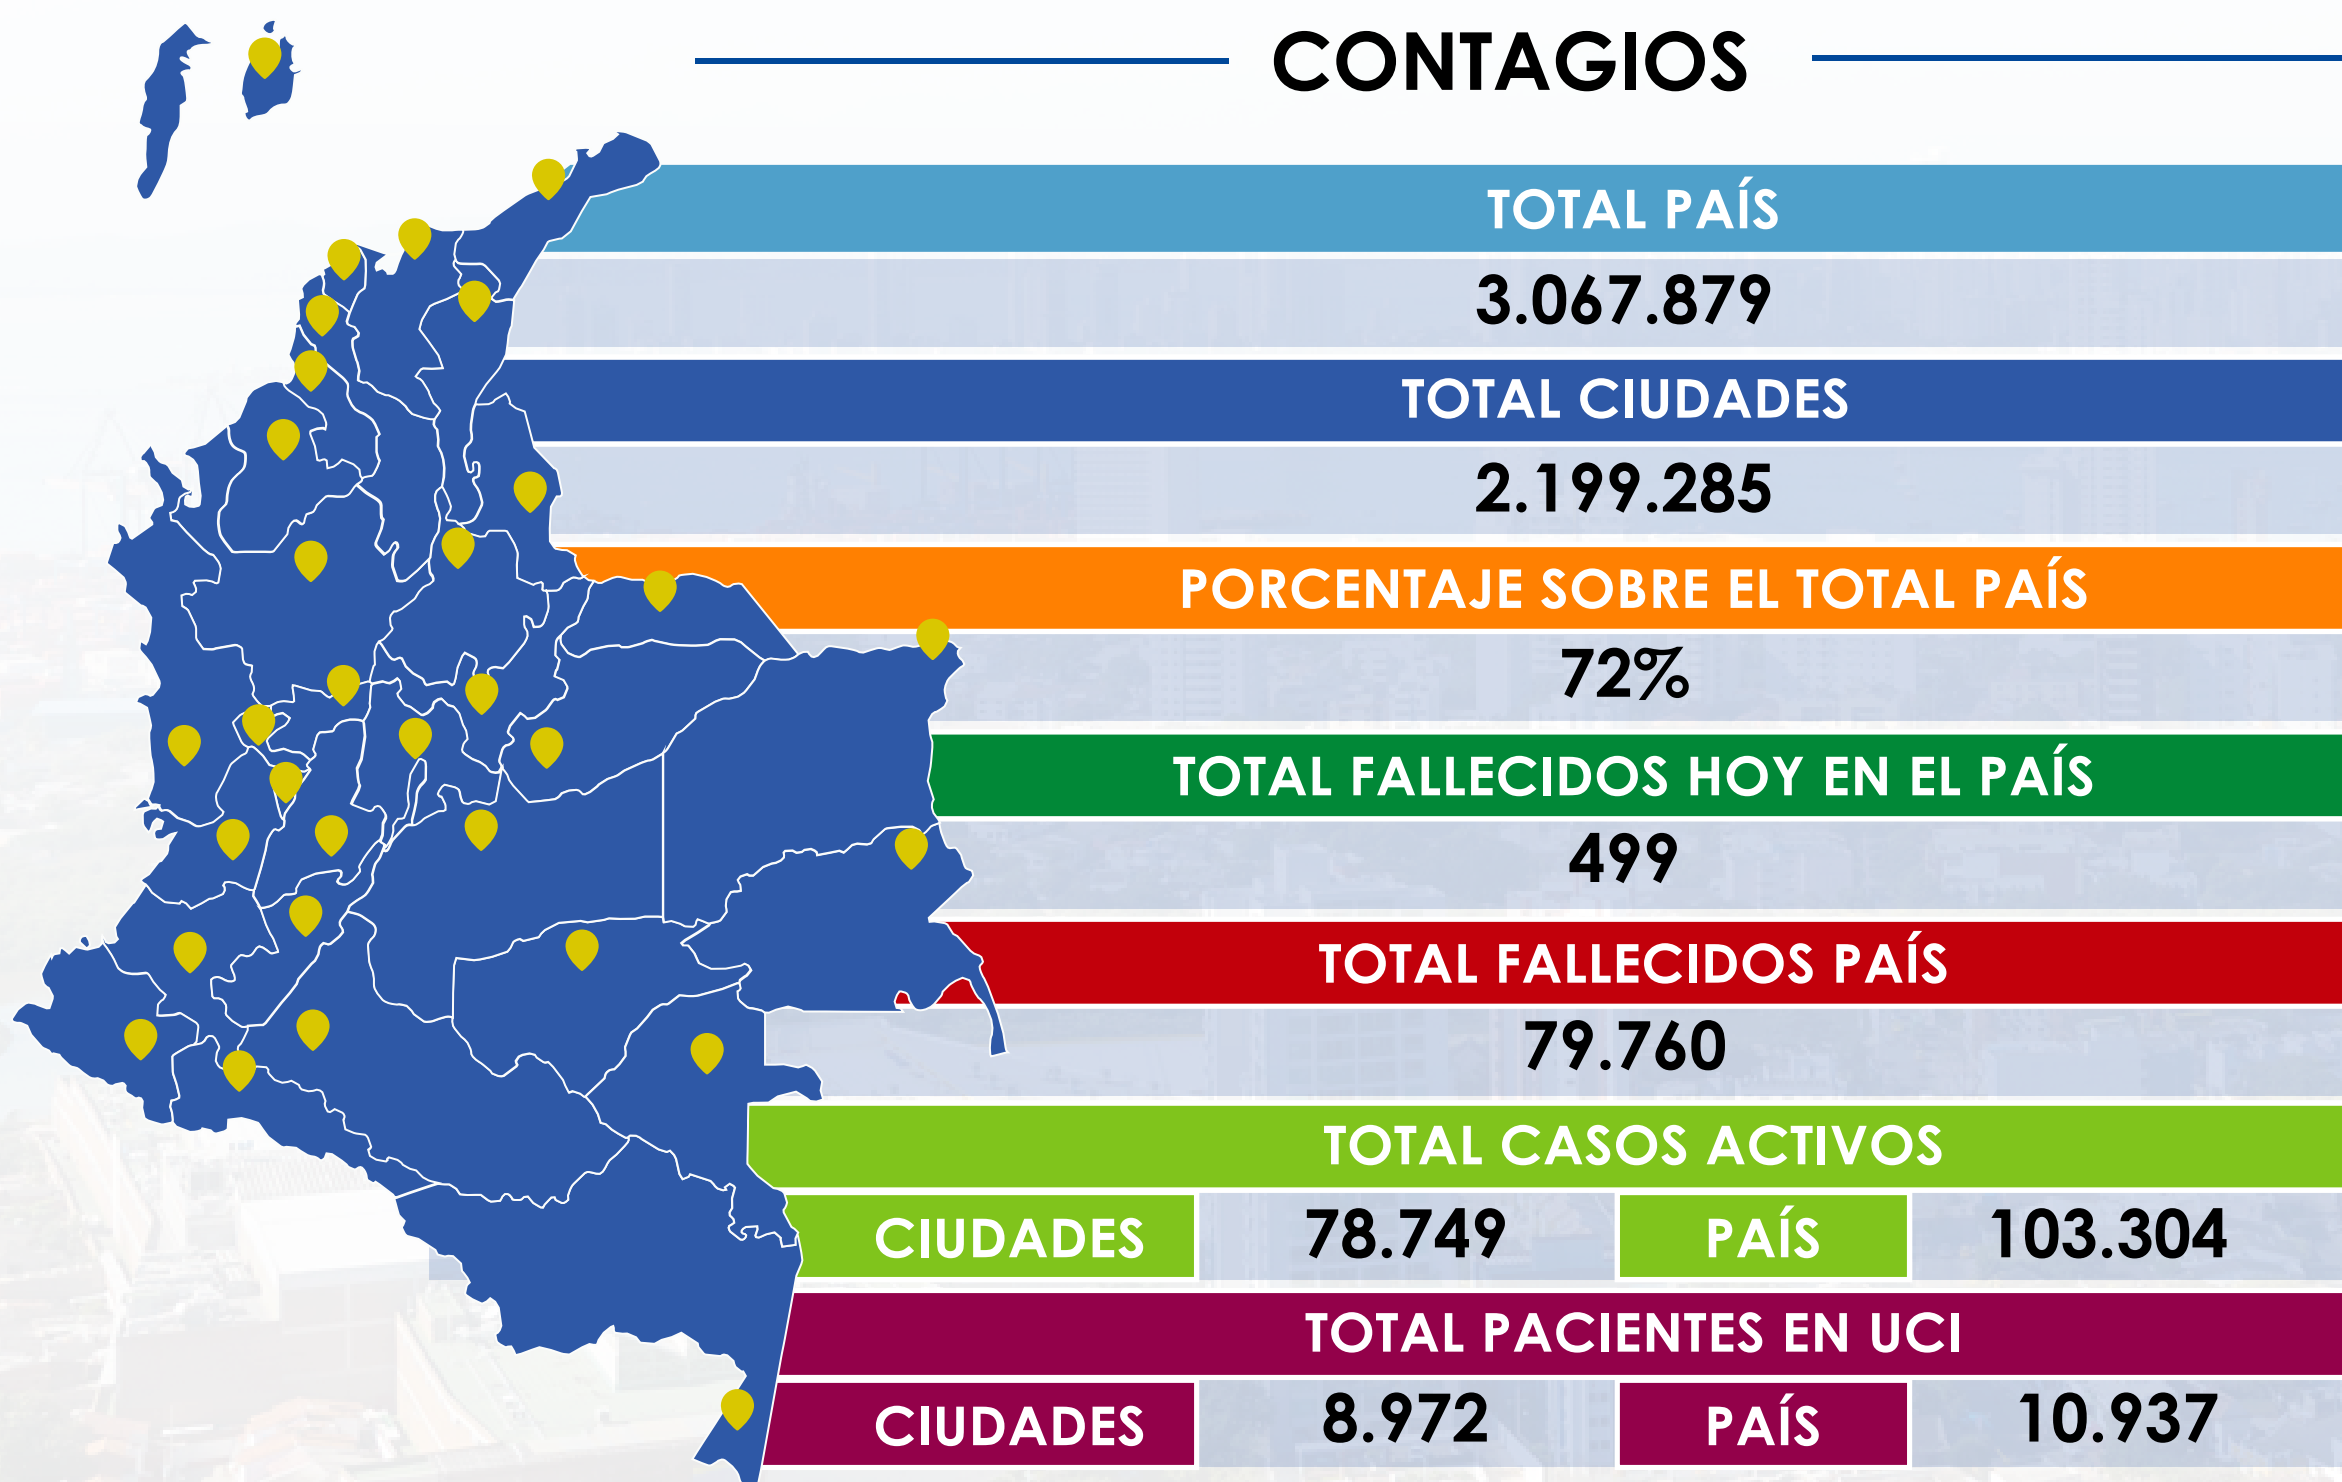 CONTAGIOS
TOTAL PAÍS
3.067.879
TOTAL CIUDADES
2.199.285
PORCENTAJE SOBRE EL TOTAL PAÍS
72%
TOTAL FALLECIDOS HOY EN EL PAÍS
499
TOTAL FALLECIDOS PAÍS
79.760
TOTAL CASOS ACTIVOS
CIUDADES 78.749 PAÍS 103.304
TOTAL PACIENTES EN UCI
CIUDADES 8.972 PAÍS 10.937